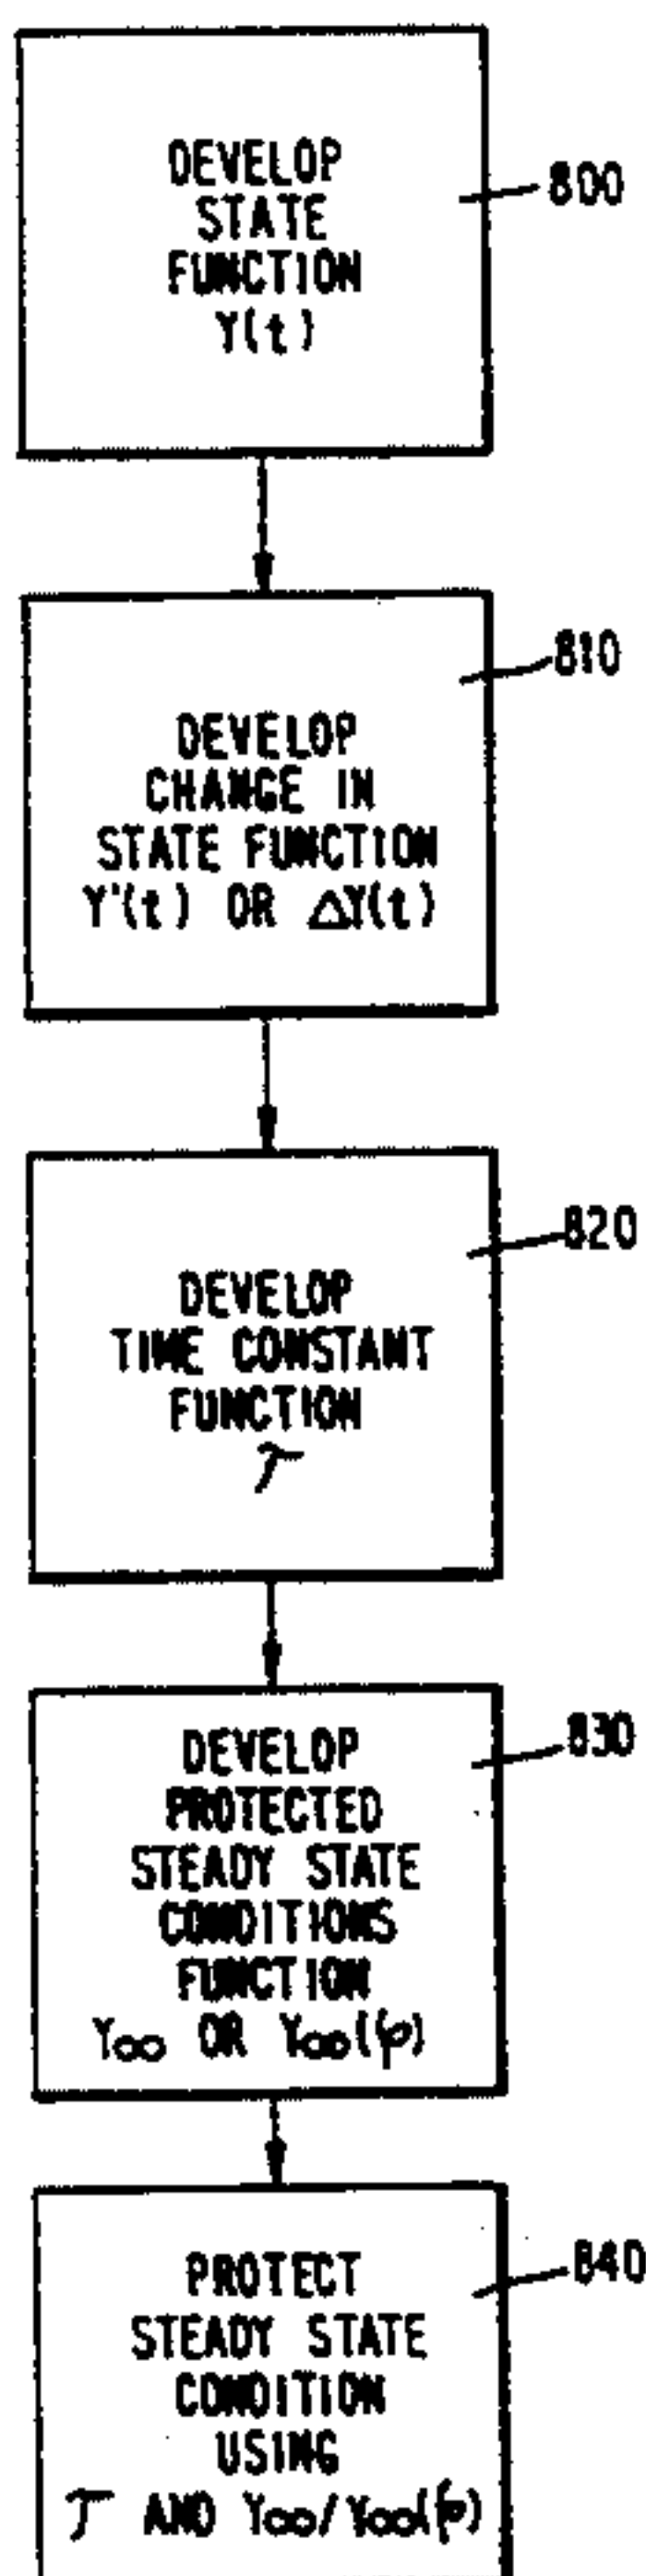 DEVELOP
STATE
FUNCTION
Y(t)
800
DEVELOP
CHANGE IN
STATE FUNCTION
Y'(t) OR ΔY(t)
810
DEVELOP
TIME CONSTANT
FUNCTION
τ
820
DEVELOP
PROTECTED
STEADY STATE
CONDITIONS
FUNCTION
Y∞ OR Y∞(φ)
830
PROTECT
STEADY STATE
CONDITION
USING
τ AND Y∞/Y∞(φ)
840